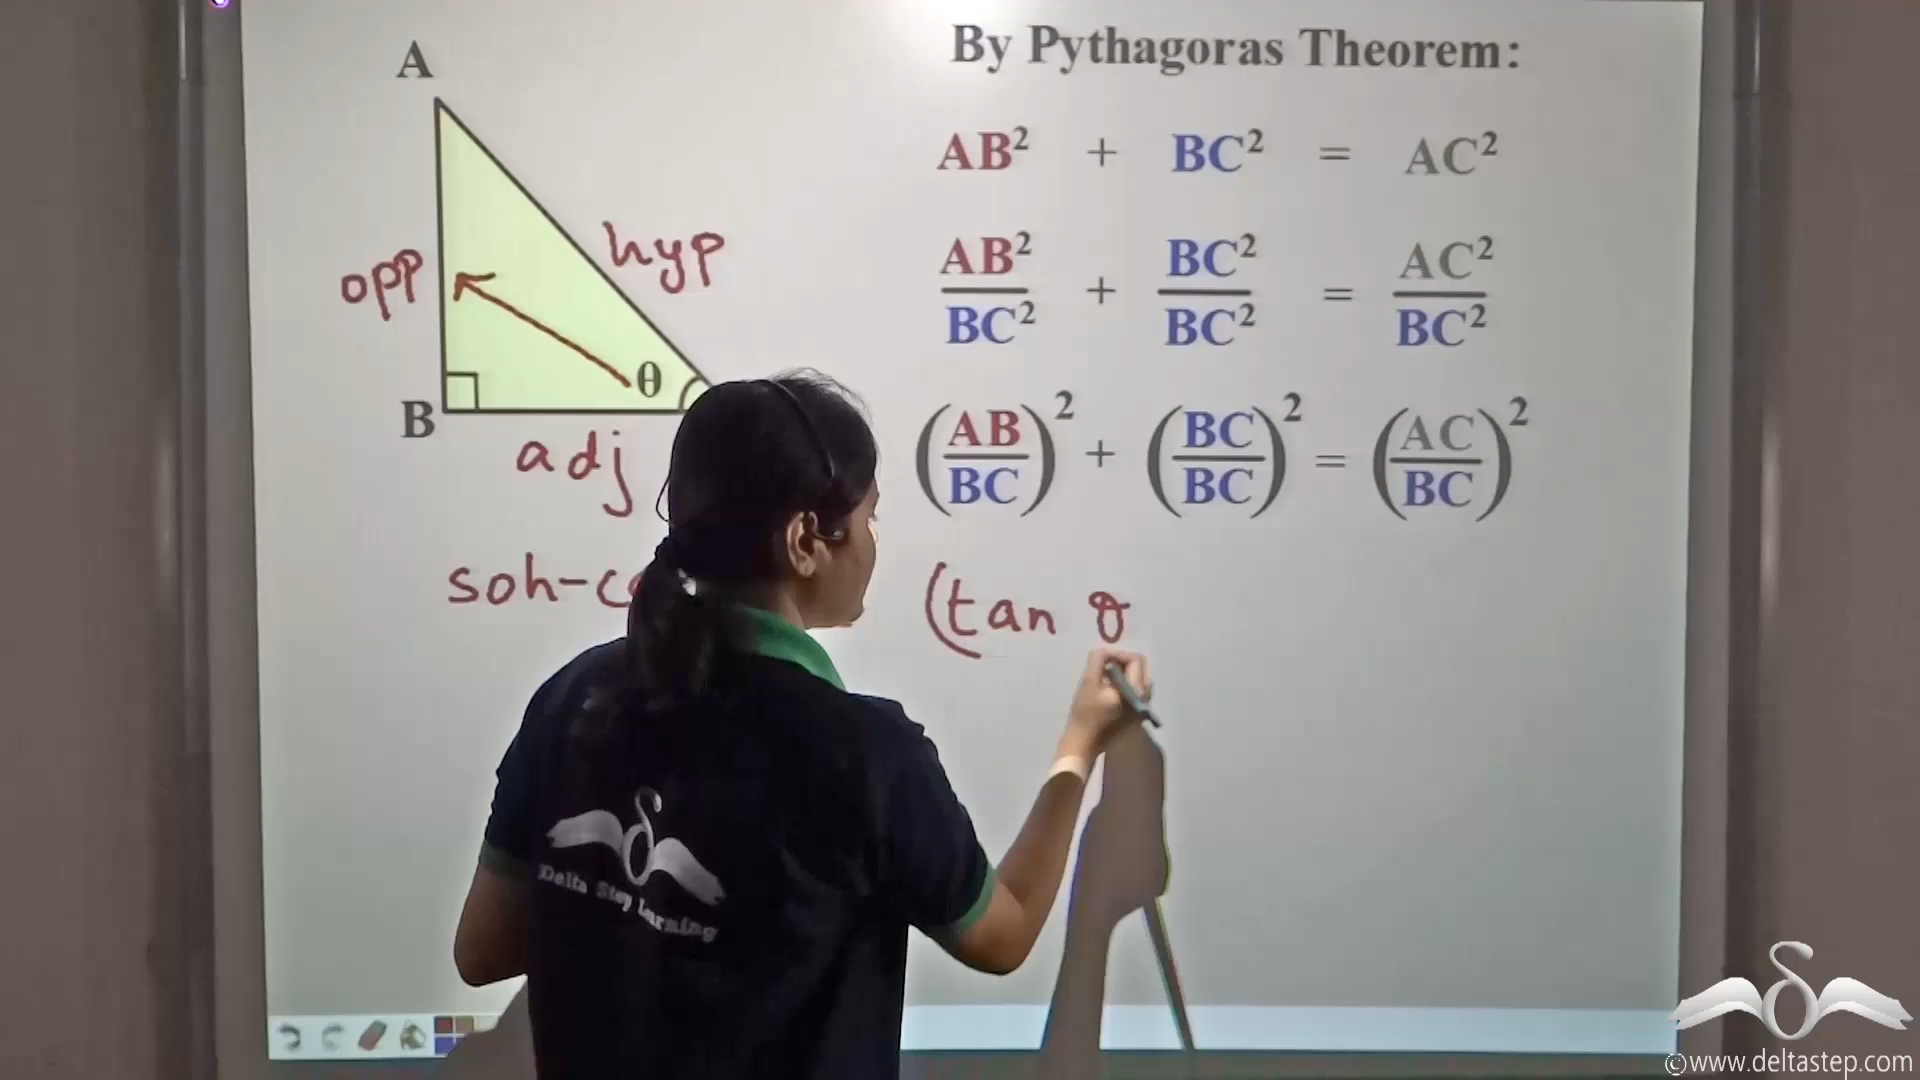 A
By Pythagoras Theorem:
AB² + BC² = AC²
hyp
opp
AB²/BC² + BC²/BC² = AC²/BC²
θ
B
adj
(AB/BC)² + (BC/BC)² = (AC/BC)²
soh-c
(tan θ
Delta Step Learning
©www.deltastep.com